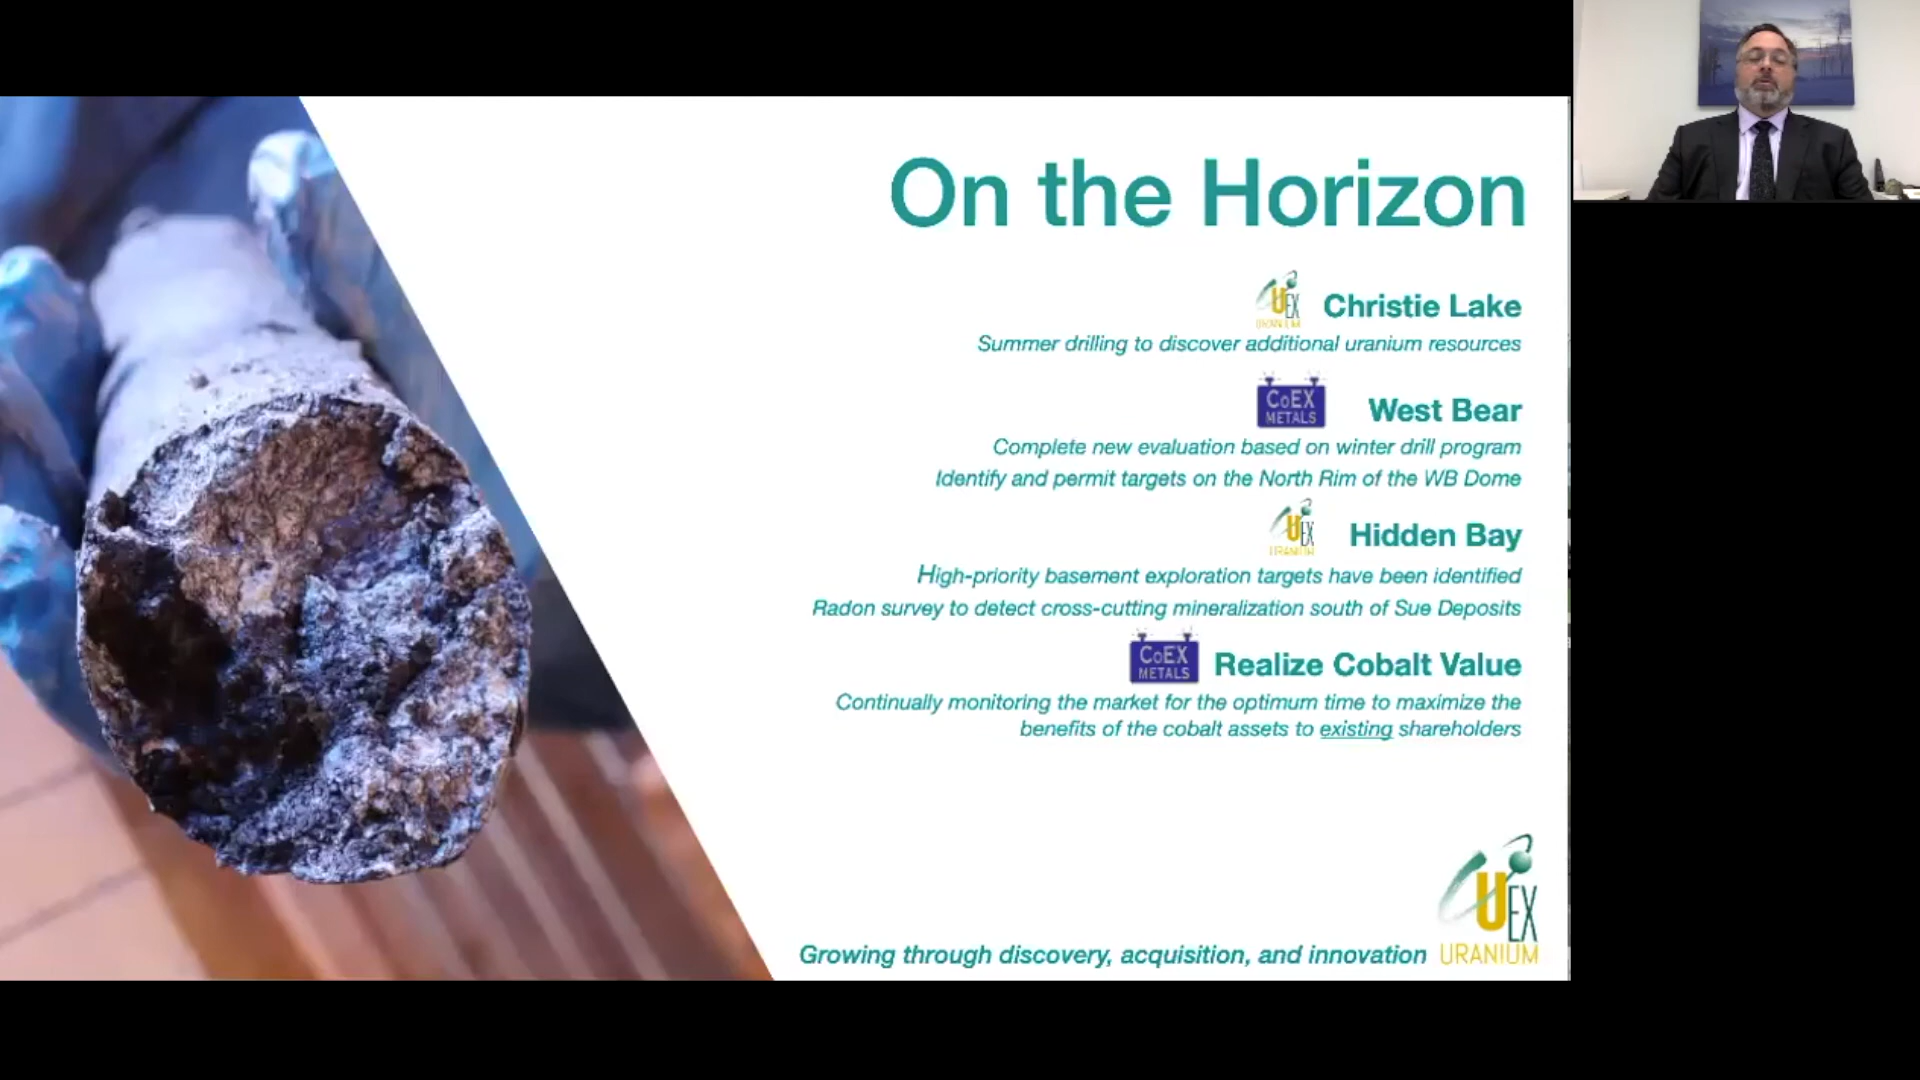 On the Horizon
UEX
URANIUM
Christie Lake
Summer drilling to discover additional uranium resources
CoEX
METALS
West Bear
Complete new evaluation based on winter drill program
Identify and permit targets on the North Rim of the WB Dome
UEX
URANIUM
Hidden Bay
High-priority basement exploration targets have been identified
Radon survey to detect cross-cutting mineralization south of Sue Deposits
CoEX
METALS
Realize Cobalt Value
Continually monitoring the market for the optimum time to maximize the
benefits of the cobalt assets to existing shareholders
Growing through discovery, acquisition, and innovation
UEX
URANIUM